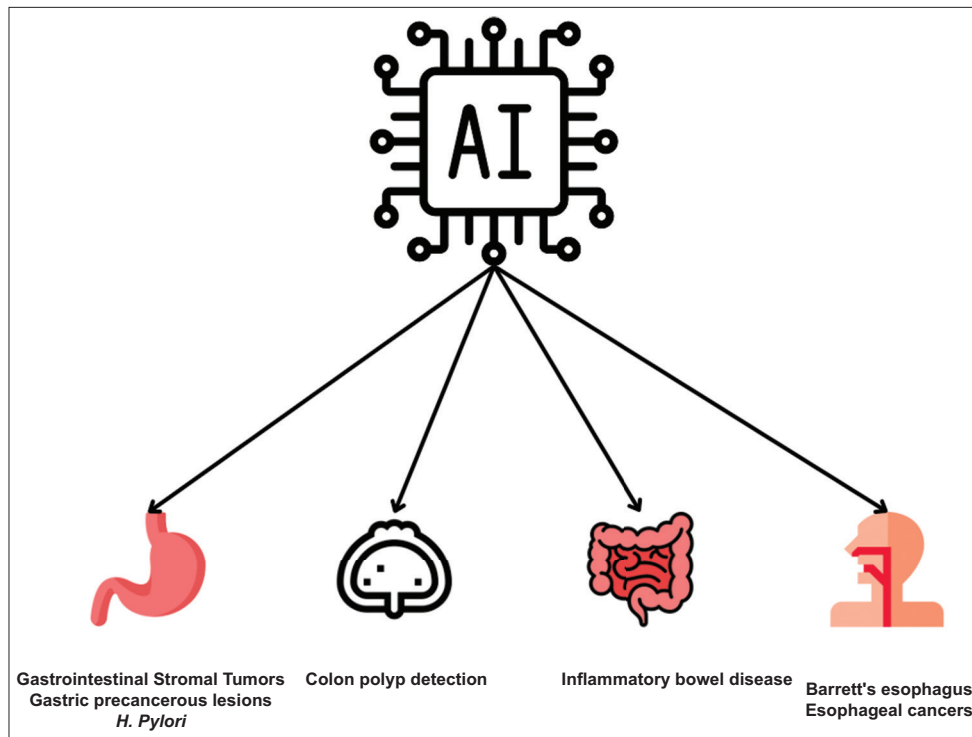 AI
Gastrointestinal Stromal Tumors
Gastric precancerous lesions
H. Pylori
Colon polyp detection
Inflammatory bowel disease
Barrett's esophagus
Esophageal cancers